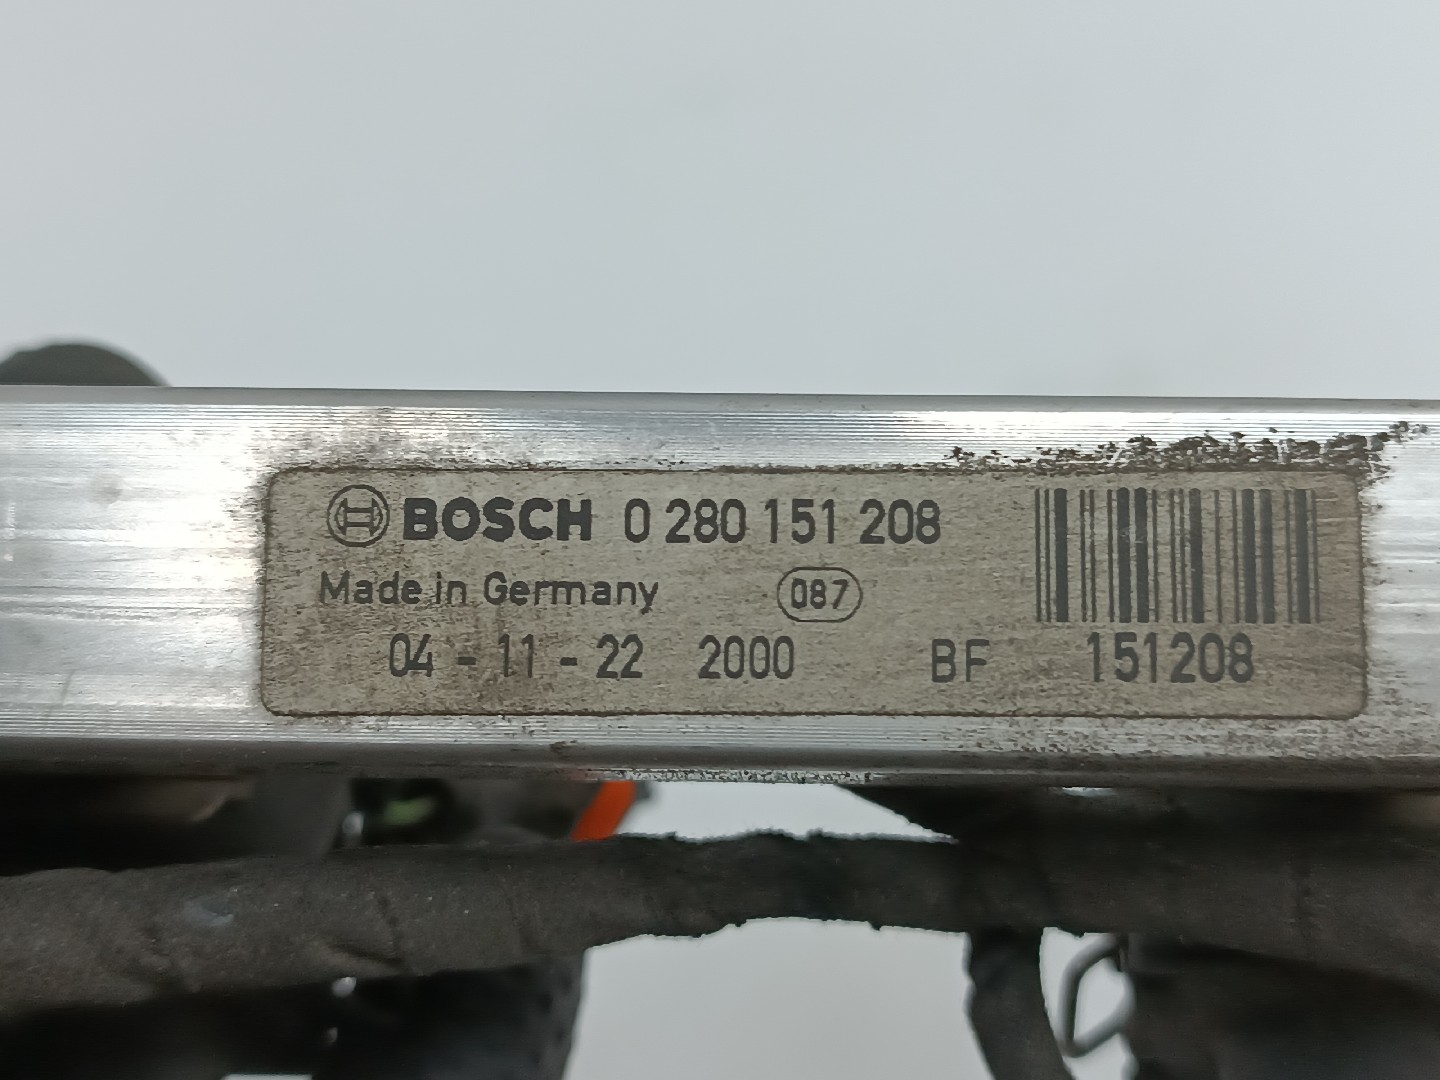 BOSCH 0 280 151 208
Made in Germany 087
04 - 11 - 22 2000 BF 151208